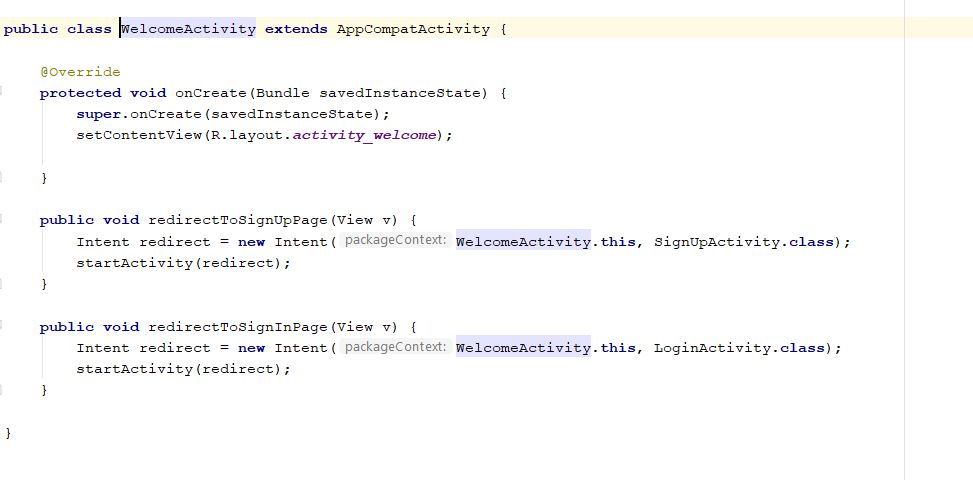 public class WelcomeActivity extends AppCompatActivity {
@Override
protected void onCreate(Bundle savedInstanceState) {
super.onCreate(savedInstanceState);
setContentView(R.layout.activity_welcome);
}
public void redirectToSignUpPage(View v) {
Intent redirect = new Intent( packageContext: WelcomeActivity.this, SignUpActivity.class);
startActivity(redirect);
}
public void redirectToSignInPage(View v) {
Intent redirect = new Intent( packageContext: WelcomeActivity.this, LoginActivity.class);
startActivity(redirect);
}
}